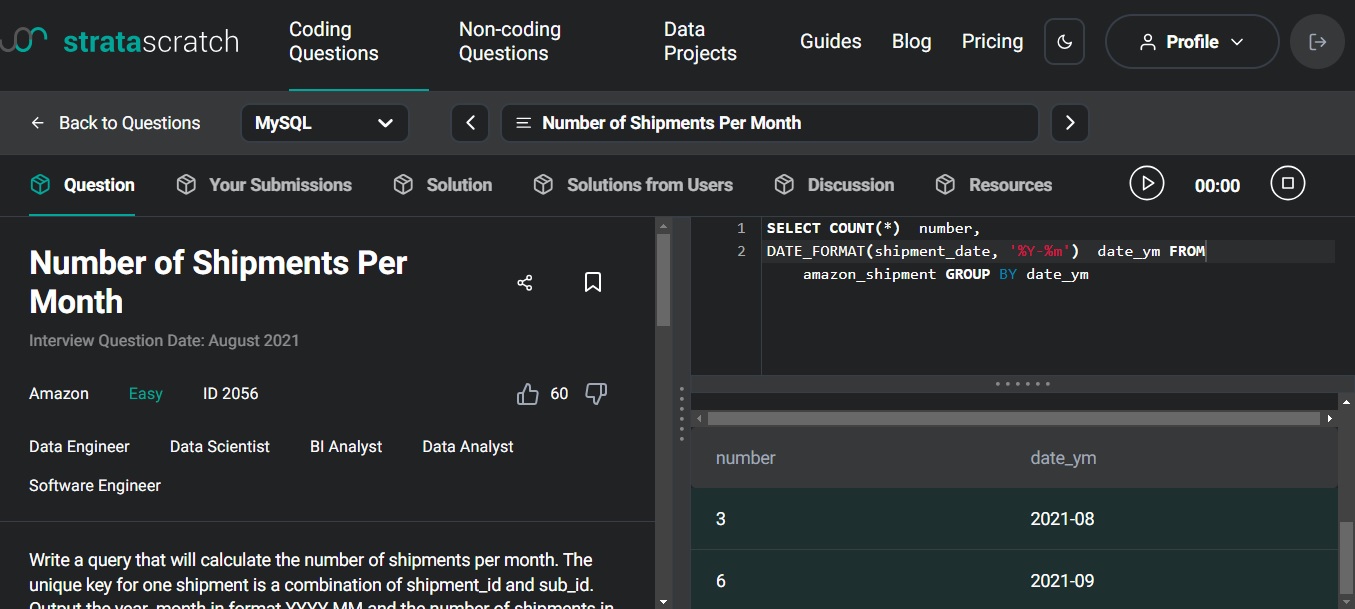 stratascratch
Coding
Questions
Non-coding
Questions
Data
Projects
Guides
Blog
Pricing
Profile
Back to Questions
MySQL
Number of Shipments Per Month
Question
Your Submissions
Solution
Solutions from Users
Discussion
Resources
00:00
Number of Shipments Per
Month
Interview Question Date: August 2021
Amazon
Easy
ID 2056
60
Data Engineer
Data Scientist
BI Analyst
Data Analyst
Software Engineer
Write a query that will calculate the number of shipments per month. The
unique key for one shipment is a combination of shipment_id and sub_id.
Output the year_month in format YYYY-MM and the number of shipments in
1 SELECT COUNT(*)  number,
2 DATE_FORMAT(shipment_date, '%Y-%m')  date_ym FROM
amazon_shipment GROUP BY date_ym
number date_ym
3 2021-08
6 2021-09